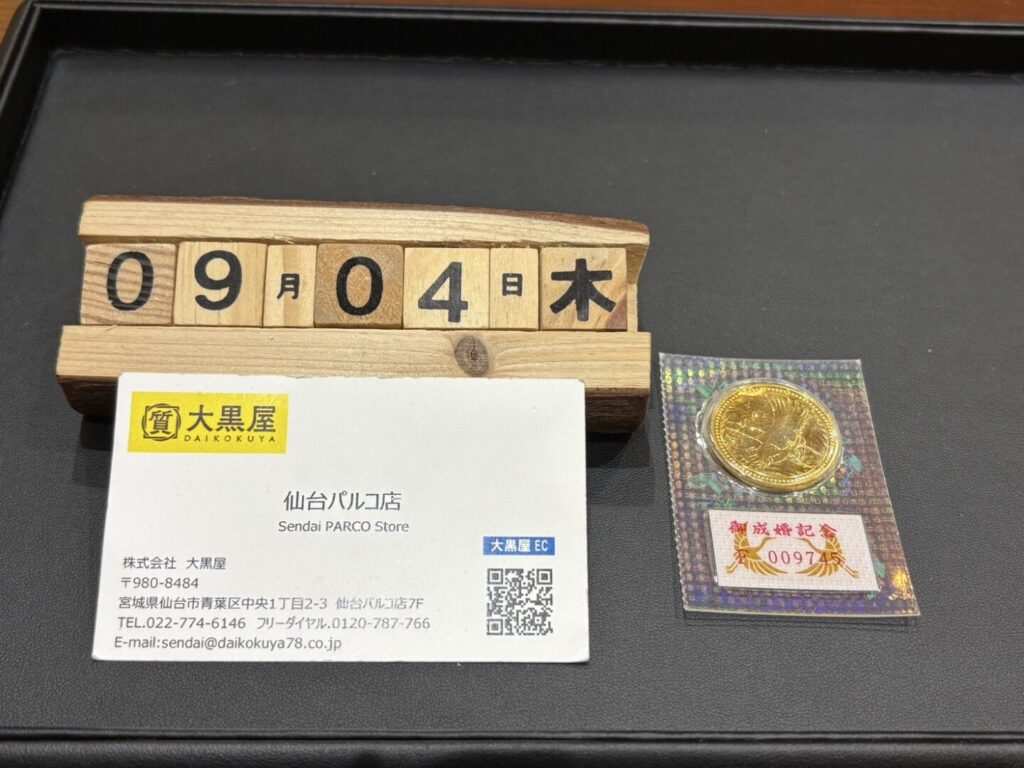 09月04日木
質 大黒屋
DAIKOKUYA
仙台パルコ店
Sendai PARCO Store
大黒屋 EC
株式会社 大黒屋
〒980-8484
宮城県仙台市青葉区中央1丁目2-3 仙台パルコ店7F
TEL.022-774-6146 フリーダイヤル.0120-787-766
E-mail:sendai@daikokuya78.co.jp
御成婚記念
009745